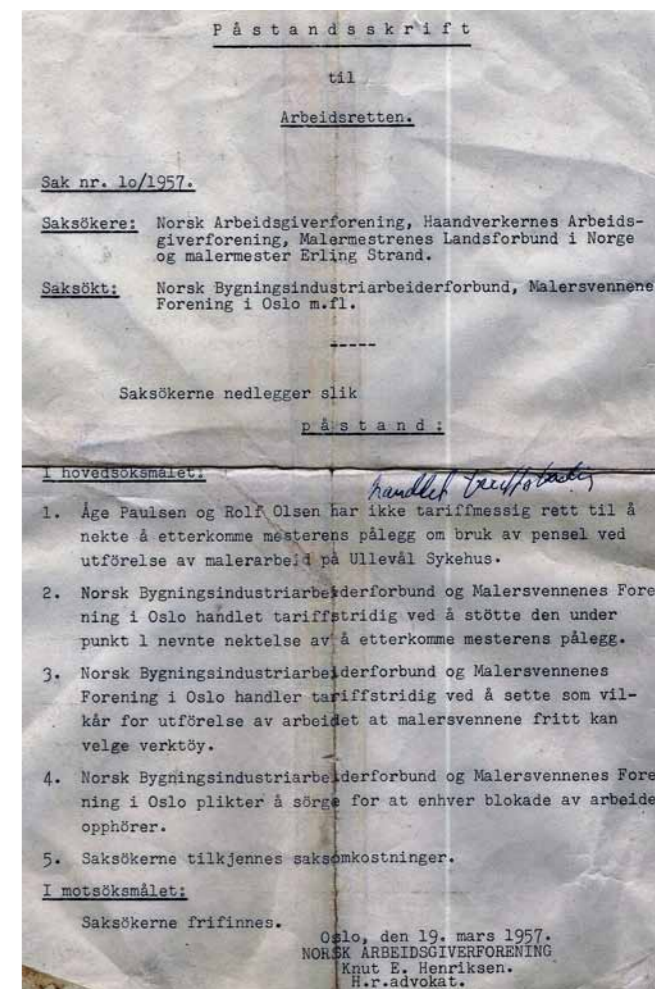 P å s t a n d s s k r i f t
til
Arbeidsretten.
Sak nr. 1o/1957.
Saksökere: Norsk Arbeidsgiverforening, Haandverkernes Arbeids-
giverforening, Malermestrenes Landsforbund i Norge
og malermester Erling Strand.
Saksökt: Norsk Bygningsindustriarbeiderforbund, Malersvennene
Forening i Oslo m.fl.
-----
Saksökerne nedlegger slik
p å s t a n d :
I hovedsöksmålet:
handlet tariffstridig
1. Åge Paulsen og Rolf Olsen har ikke tariffmessig rett til å
nekte å etterkomme mesterens pålegg om bruk av pensel ved
utförelse av malerarbeid på Ullevål Sykehus.
2. Norsk Bygningsindustriarbeiderforbund og Malersvennenes Fore
ning i Oslo handlet tariffstridig ved å stötte den under
punkt 1 nevnte nektelse av å etterkomme mesterens pålegg.
3. Norsk Bygningsindustriarbeiderforbund og Malersvennenes
Forening i Oslo handler tariffstridig ved å sette som vil-
kår for utförelse av arbeidet at malersvennene fritt kan
velge verktöy.
4. Norsk Bygningsindustriarbeiderforbund og Malersvennenes Fore
ning i Oslo plikter å sörge for at enhver blokade av arbeide
opphörer.
5. Saksökerne tilkjennes saksomkostninger.
I motsöksmålet:
Saksökerne frifinnes.
Oslo, den 19. mars 1957.
NORSK ARBEIDSGIVERFORENING
Knut E. Henriksen.
H.r.advokat.